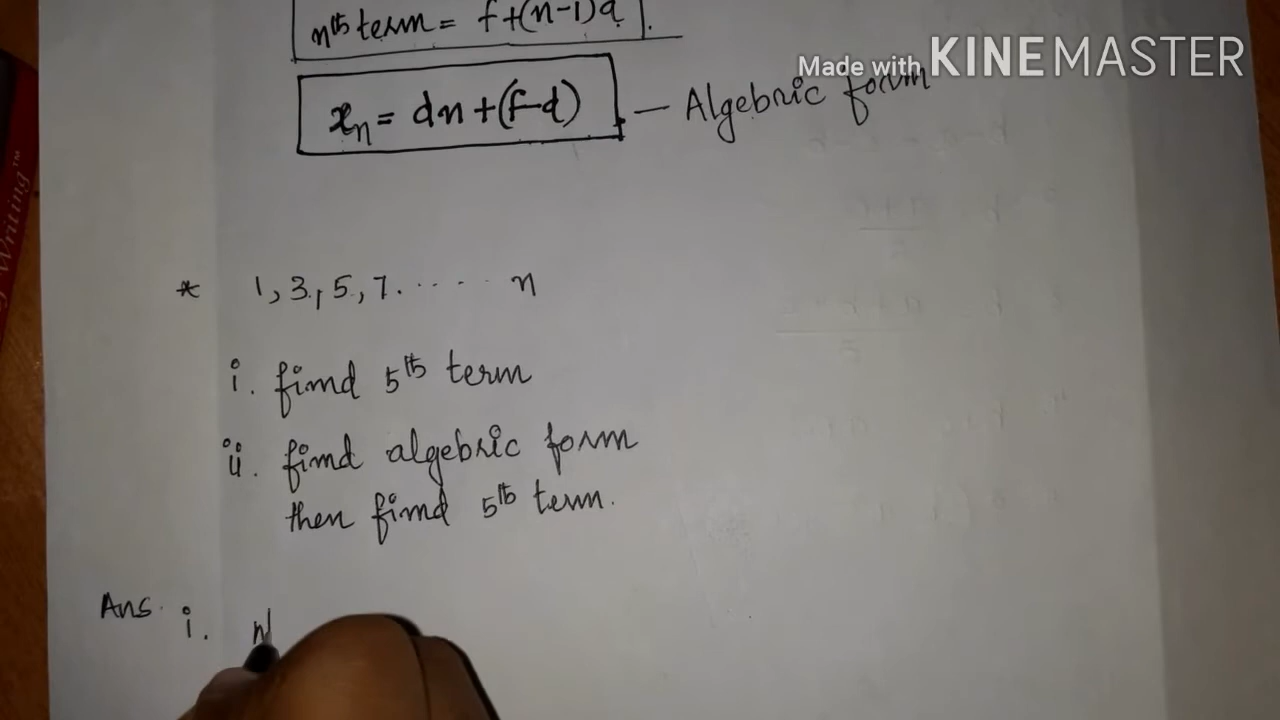 nth term = f+(n-1)d.
Made with KINEMASTER
xn = dn+(f-d) — Algebric form
Writing™
* 1, 3, 5, 7..... n
i. find 5th term
ii. find algebric form
then find 5th term.
Ans. i. n